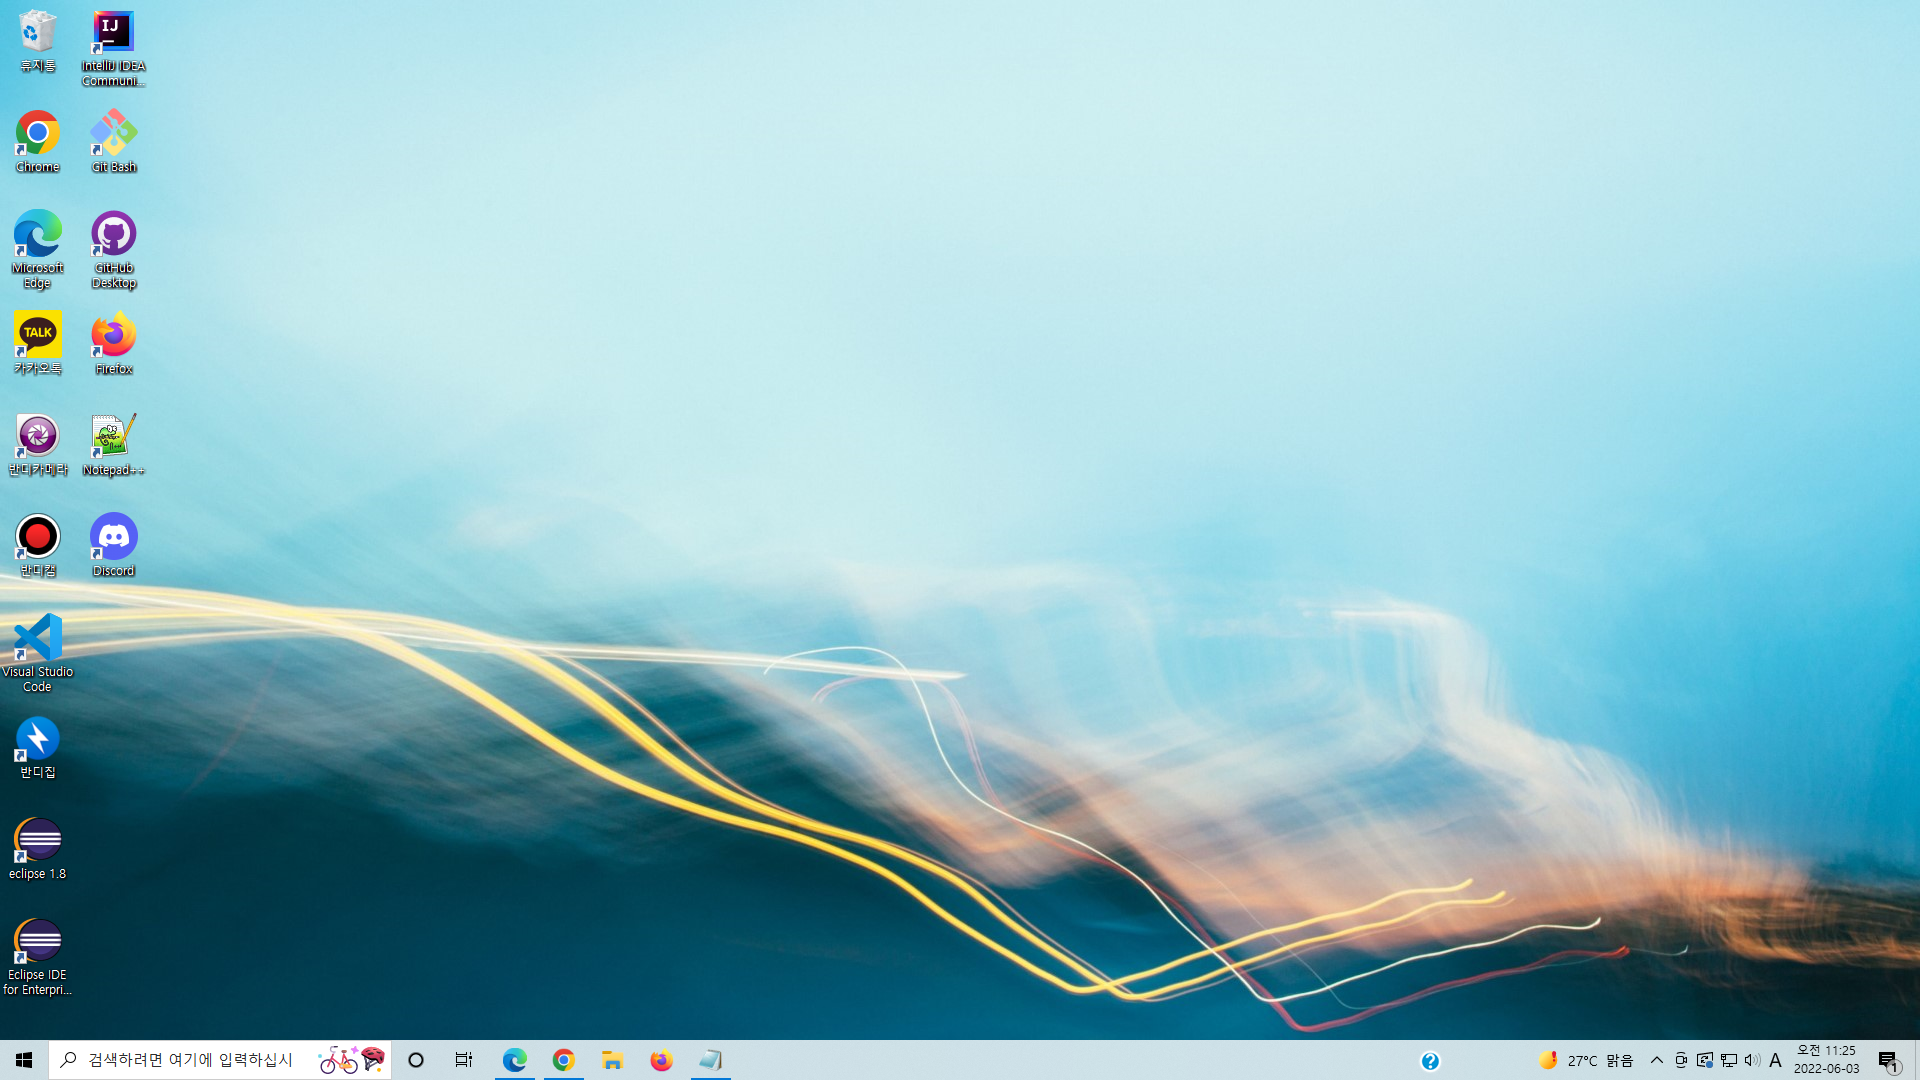 휴지통
IntelliJ IDEA
Communi...
Chrome
Git Bash
Microsoft
Edge
GitHub
Desktop
TALK
카카오톡
Firefox
반디카메라
Notepad++
반디캠
Discord
Visual Studio
Code
반디집
eclipse 1.8
Eclipse IDE
for Enterpri...
검색하려면 여기에 입력하십시
27°C 맑음
A
오전 11:25
2022-06-03
1